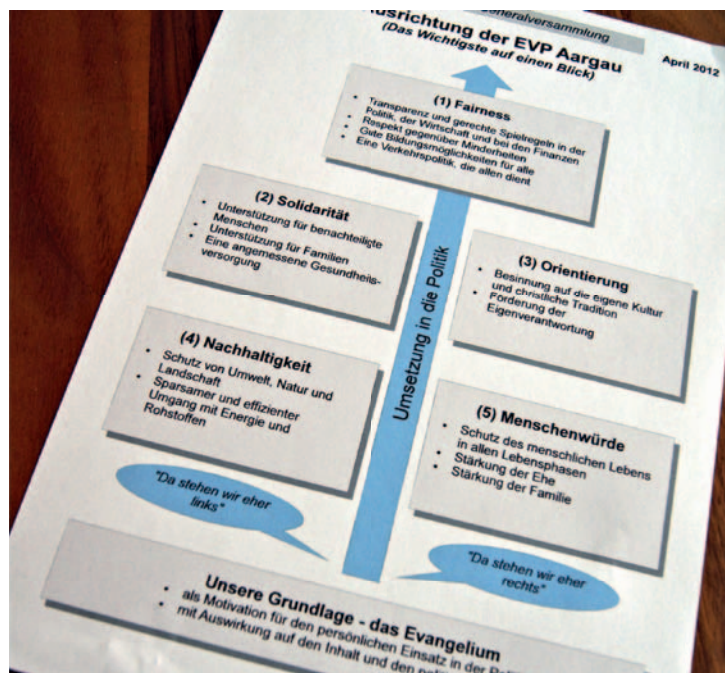 Generalversammlung
Ausrichtung der EVP Aargau
(Das Wichtigste auf einen Blick)
April 2012
(1) Fairness
• Transparenz und gerechte Spielregeln in der
Politik, der Wirtschaft und bei den Finanzen
• Respekt gegenüber Minderheiten
• Gute Bildungsmöglichkeiten für alle
• Eine Verkehrspolitik, die allen dient
(2) Solidarität
• Unterstützung für benachteiligte
Menschen
• Unterstützung für Familien
• Eine angemessene Gesundheits-
versorgung
(3) Orientierung
• Besinnung auf die eigene Kultur
und christliche Tradition
• Förderung der
Eigenverantwortung
Umsetzung in die Politik
(4) Nachhaltigkeit
• Schutz von Umwelt, Natur und
Landschaft
• Sparsamer und effizienter
Umgang mit Energie und
Rohstoffen
(5) Menschenwürde
• Schutz des menschlichen Lebens
in allen Lebensphasen
• Stärkung der Ehe
• Stärkung der Familie
"Da stehen wir eher
links"
"Da stehen wir eher
rechts"
Unsere Grundlage - das Evangelium
• als Motivation für den persönlichen Einsatz in der
• mit Auswirkung auf den Inhalt und den